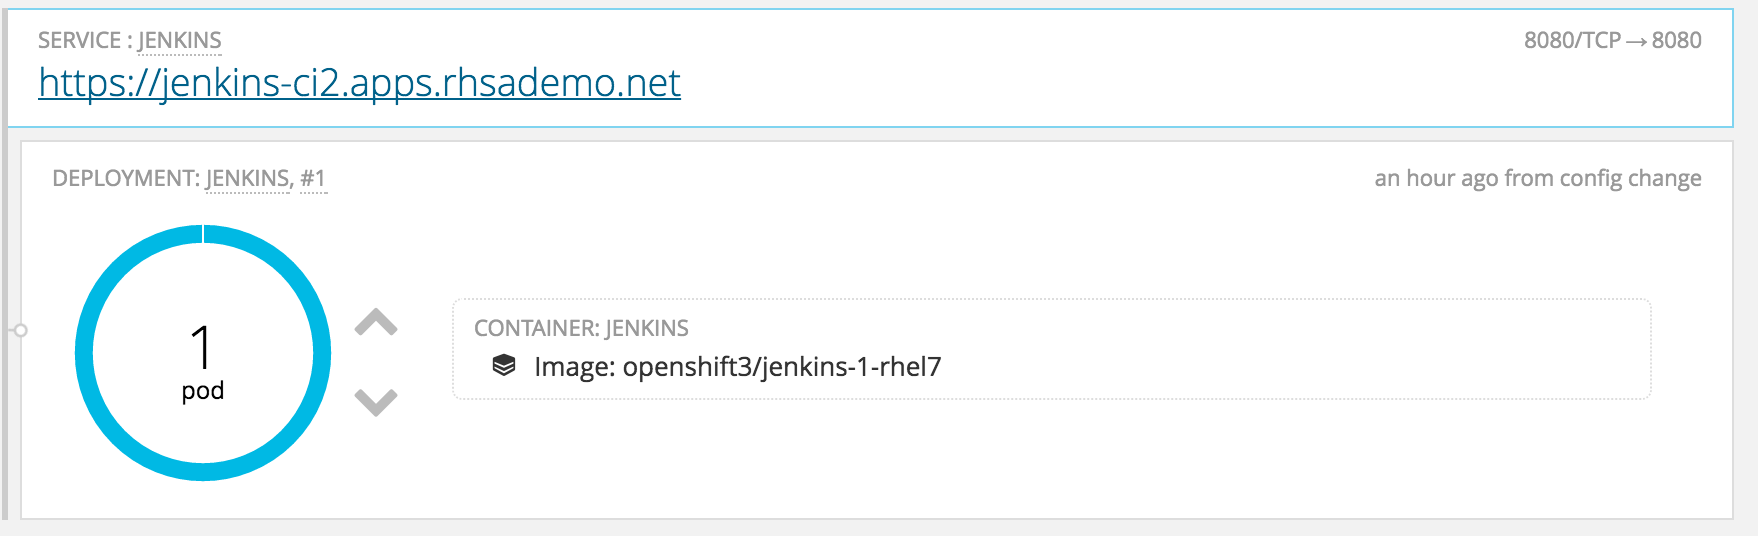 SERVICE : JENKINS
8080/TCP → 8080
https://jenkins-ci2.apps.rhsademo.net
DEPLOYMENT: JENKINS, #1
an hour ago from config change
1
pod
CONTAINER: JENKINS
Image: openshift3/jenkins-1-rhel7